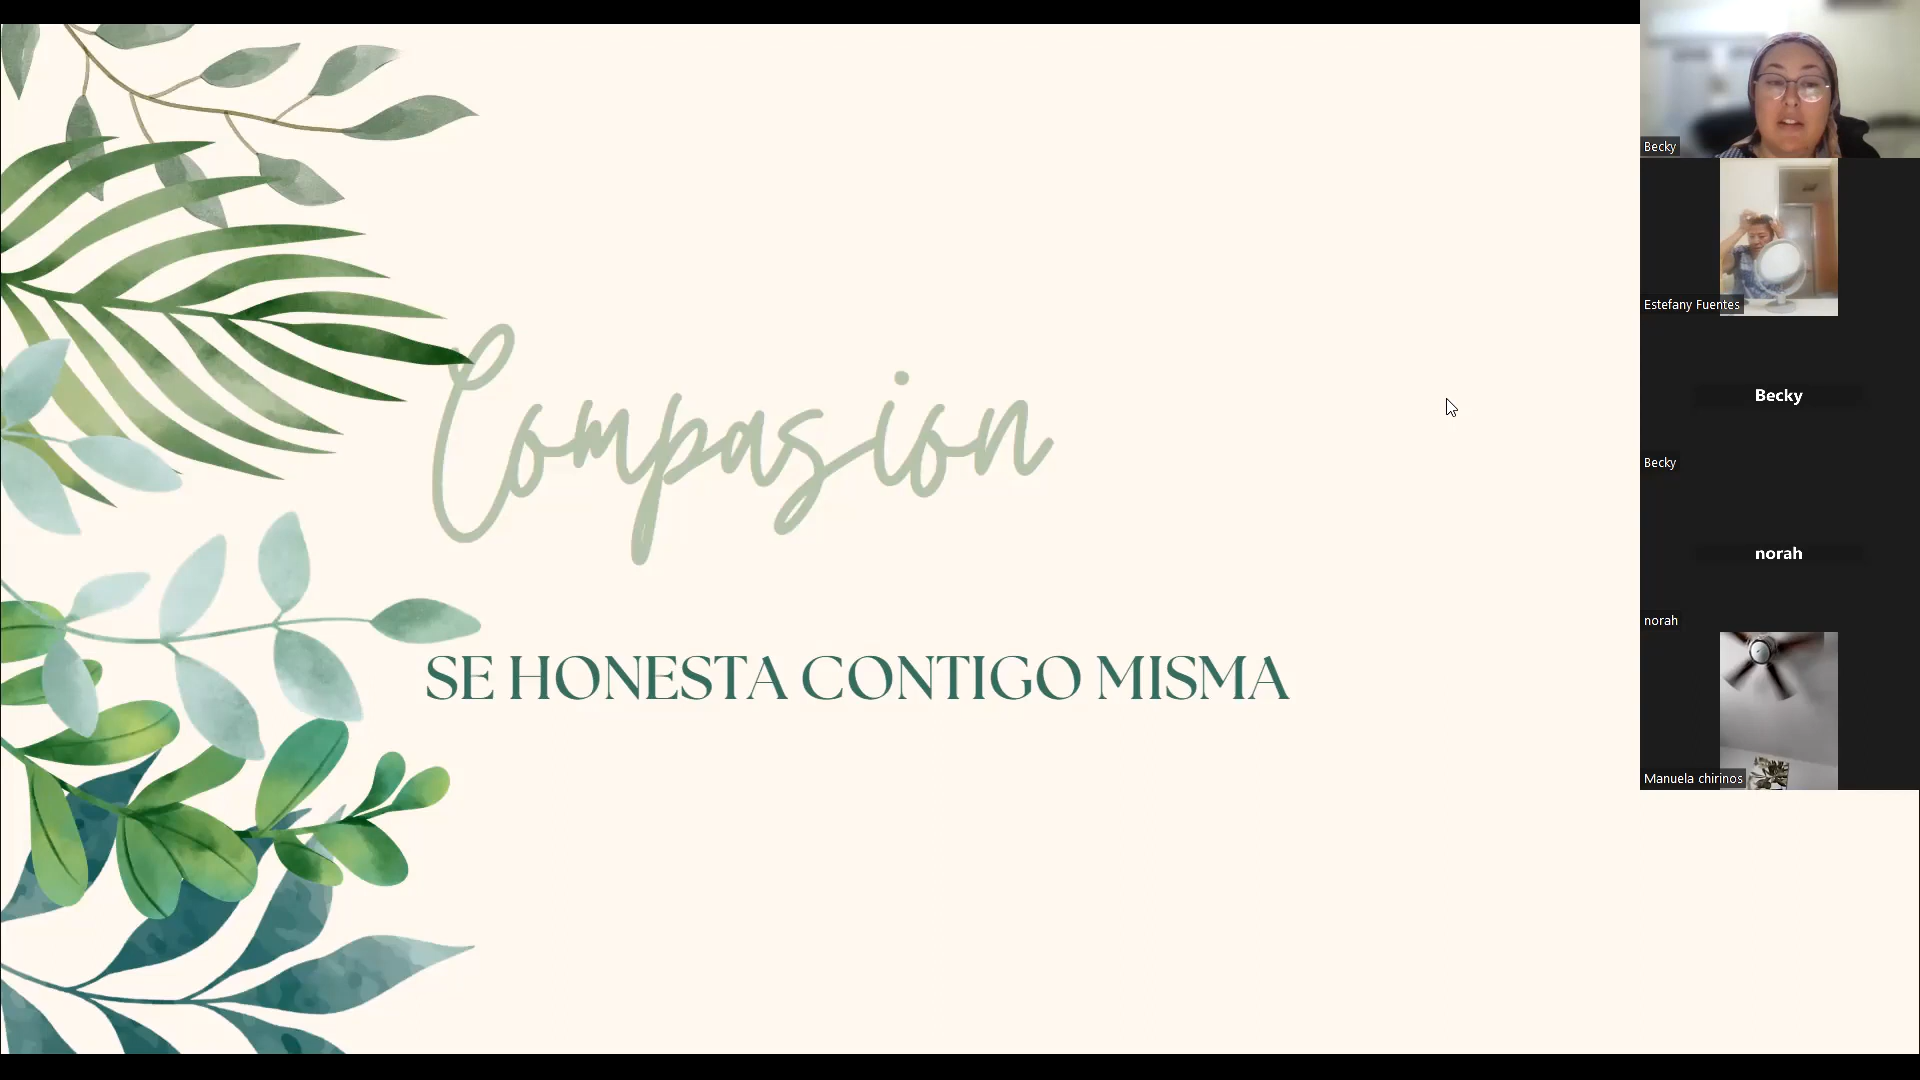 Compasion
SE HONESTA CONTIGO MISMA
Becky
Estefany Fuentes
Becky
Becky
norah
norah
Manuela chirinos